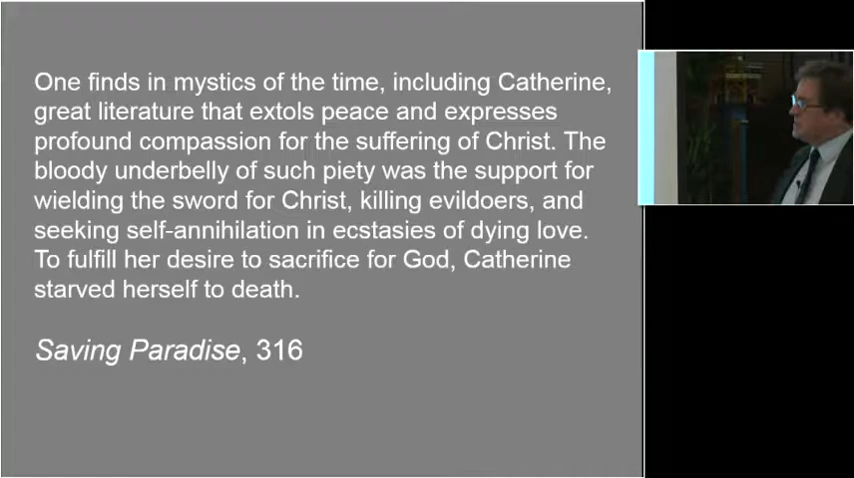 One finds in mystics of the time, including Catherine,
great literature that extols peace and expresses
profound compassion for the suffering of Christ. The
bloody underbelly of such piety was the support for
wielding the sword for Christ, killing evildoers, and
seeking self-annihilation in ecstasies of dying love.
To fulfill her desire to sacrifice for God, Catherine
starved herself to death.
Saving Paradise, 316